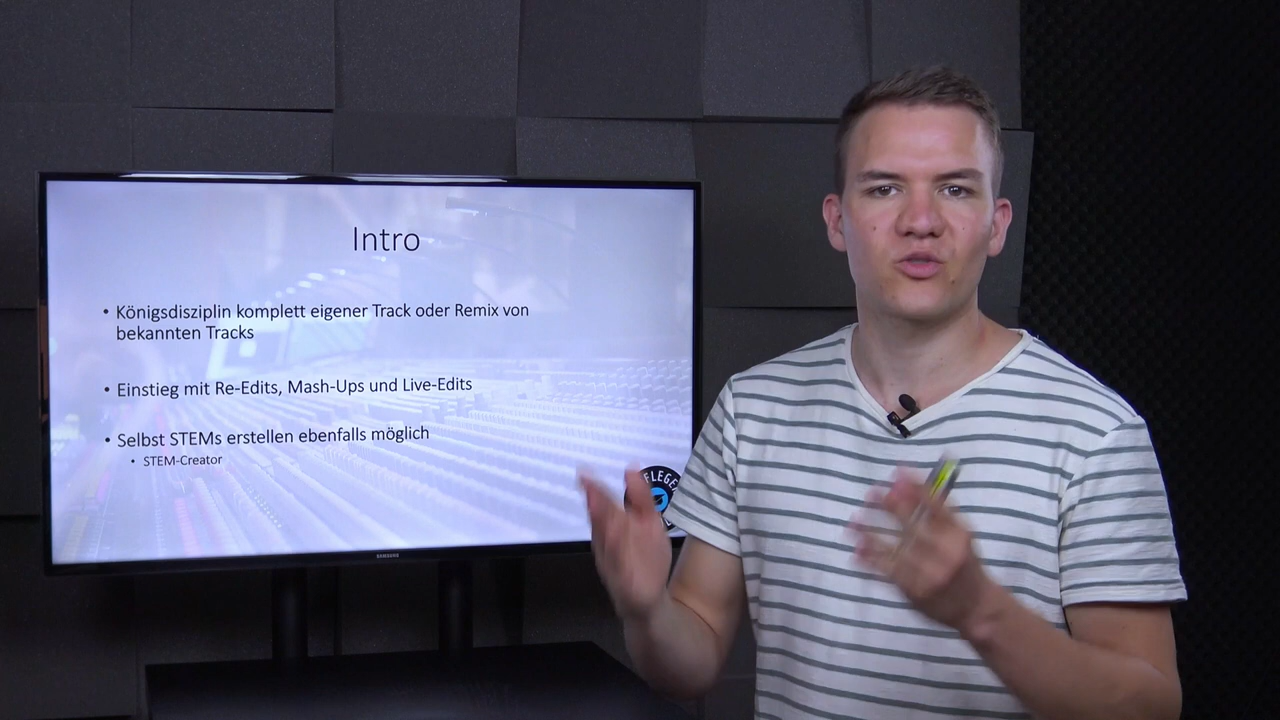 Intro
• Königsdisziplin komplett eigener Track oder Remix von
bekannten Tracks
• Einstieg mit Re-Edits, Mash-Ups und Live-Edits
• Selbst STEMs erstellen ebenfalls möglich
• STEM-Creator
SAMSUNG